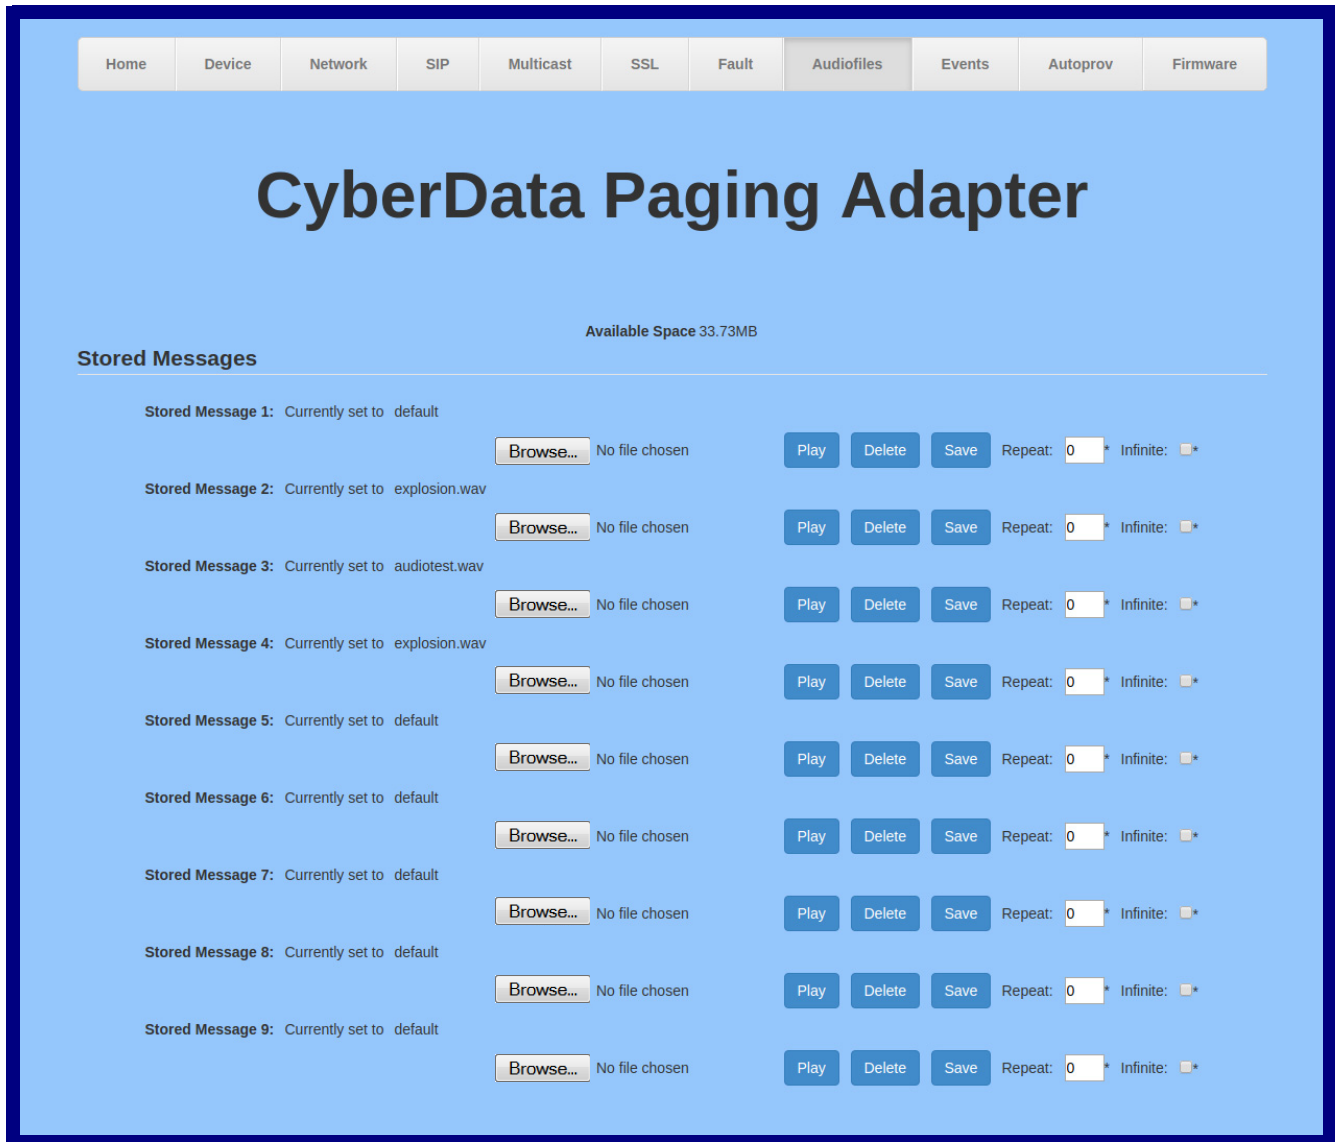 Home Device Network SIP Multicast SSL Fault Audiofiles Events Autoprov Firmware
CyberData Paging Adapter
Available Space 33.73MB
Stored Messages
Stored Message 1: Currently set to default
Browse... No file chosen Play Delete Save Repeat: 0 * Infinite: *
Stored Message 2: Currently set to explosion.wav
Browse... No file chosen Play Delete Save Repeat: 0 * Infinite: *
Stored Message 3: Currently set to audiotest.wav
Browse... No file chosen Play Delete Save Repeat: 0 * Infinite: *
Stored Message 4: Currently set to explosion.wav
Browse... No file chosen Play Delete Save Repeat: 0 * Infinite: *
Stored Message 5: Currently set to default
Browse... No file chosen Play Delete Save Repeat: 0 * Infinite: *
Stored Message 6: Currently set to default
Browse... No file chosen Play Delete Save Repeat: 0 * Infinite: *
Stored Message 7: Currently set to default
Browse... No file chosen Play Delete Save Repeat: 0 * Infinite: *
Stored Message 8: Currently set to default
Browse... No file chosen Play Delete Save Repeat: 0 * Infinite: *
Stored Message 9: Currently set to default
Browse... No file chosen Play Delete Save Repeat: 0 * Infinite: *